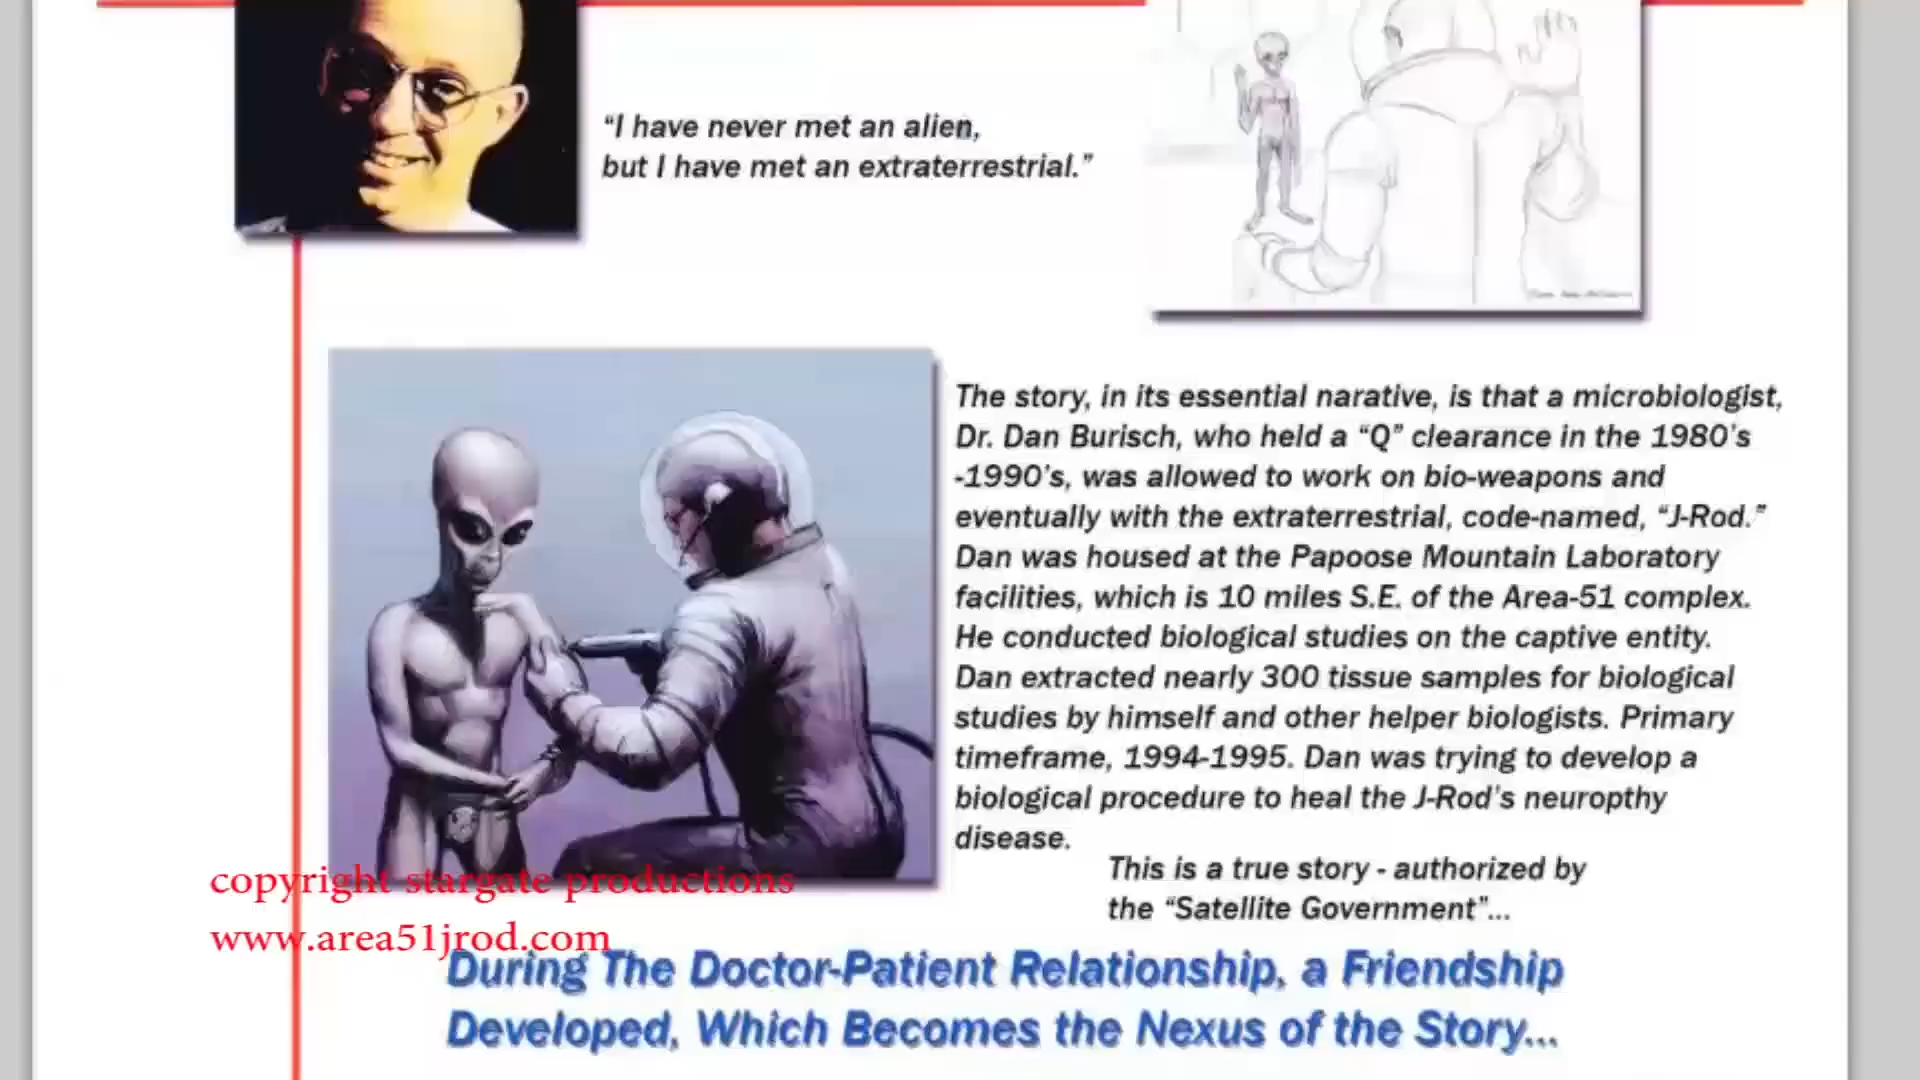 “I have never met an alien,
but I have met an extraterrestrial.”
The story, in its essential narative, is that a microbiologist,
Dr. Dan Burisch, who held a “Q” clearance in the 1980's
-1990's, was allowed to work on bio-weapons and
eventually with the extraterrestrial, code-named, “J-Rod.”
Dan was housed at the Papoose Mountain Laboratory
facilities, which is 10 miles S.E. of the Area-51 complex.
He conducted biological studies on the captive entity.
Dan extracted nearly 300 tissue samples for biological
studies by himself and other helper biologists. Primary
timeframe, 1994-1995. Dan was trying to develop a
biological procedure to heal the J-Rod's neuropthy
disease.
This is a true story - authorized by
the “Satellite Government”...
copyright stargate productions
www.area51jrod.com
During The Doctor-Patient Relationship, a Friendship
Developed, Which Becomes the Nexus of the Story...